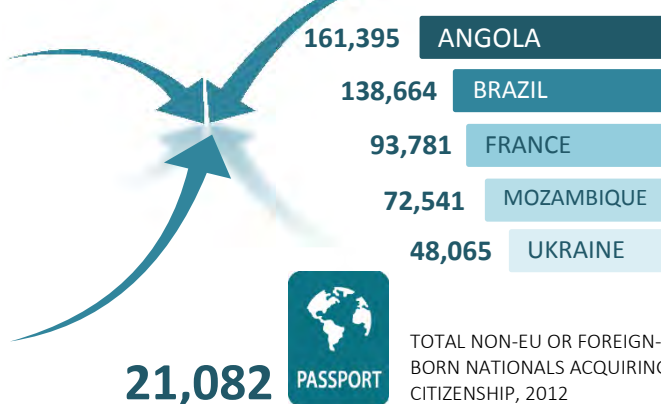 161,395 ANGOLA
138,664 BRAZIL
93,781 FRANCE
72,541 MOZAMBIQUE
48,065 UKRAINE
21,082
PASSPORT
TOTAL NON-EU OR FOREIGN-
BORN NATIONALS ACQUIRING
CITIZENSHIP, 2012